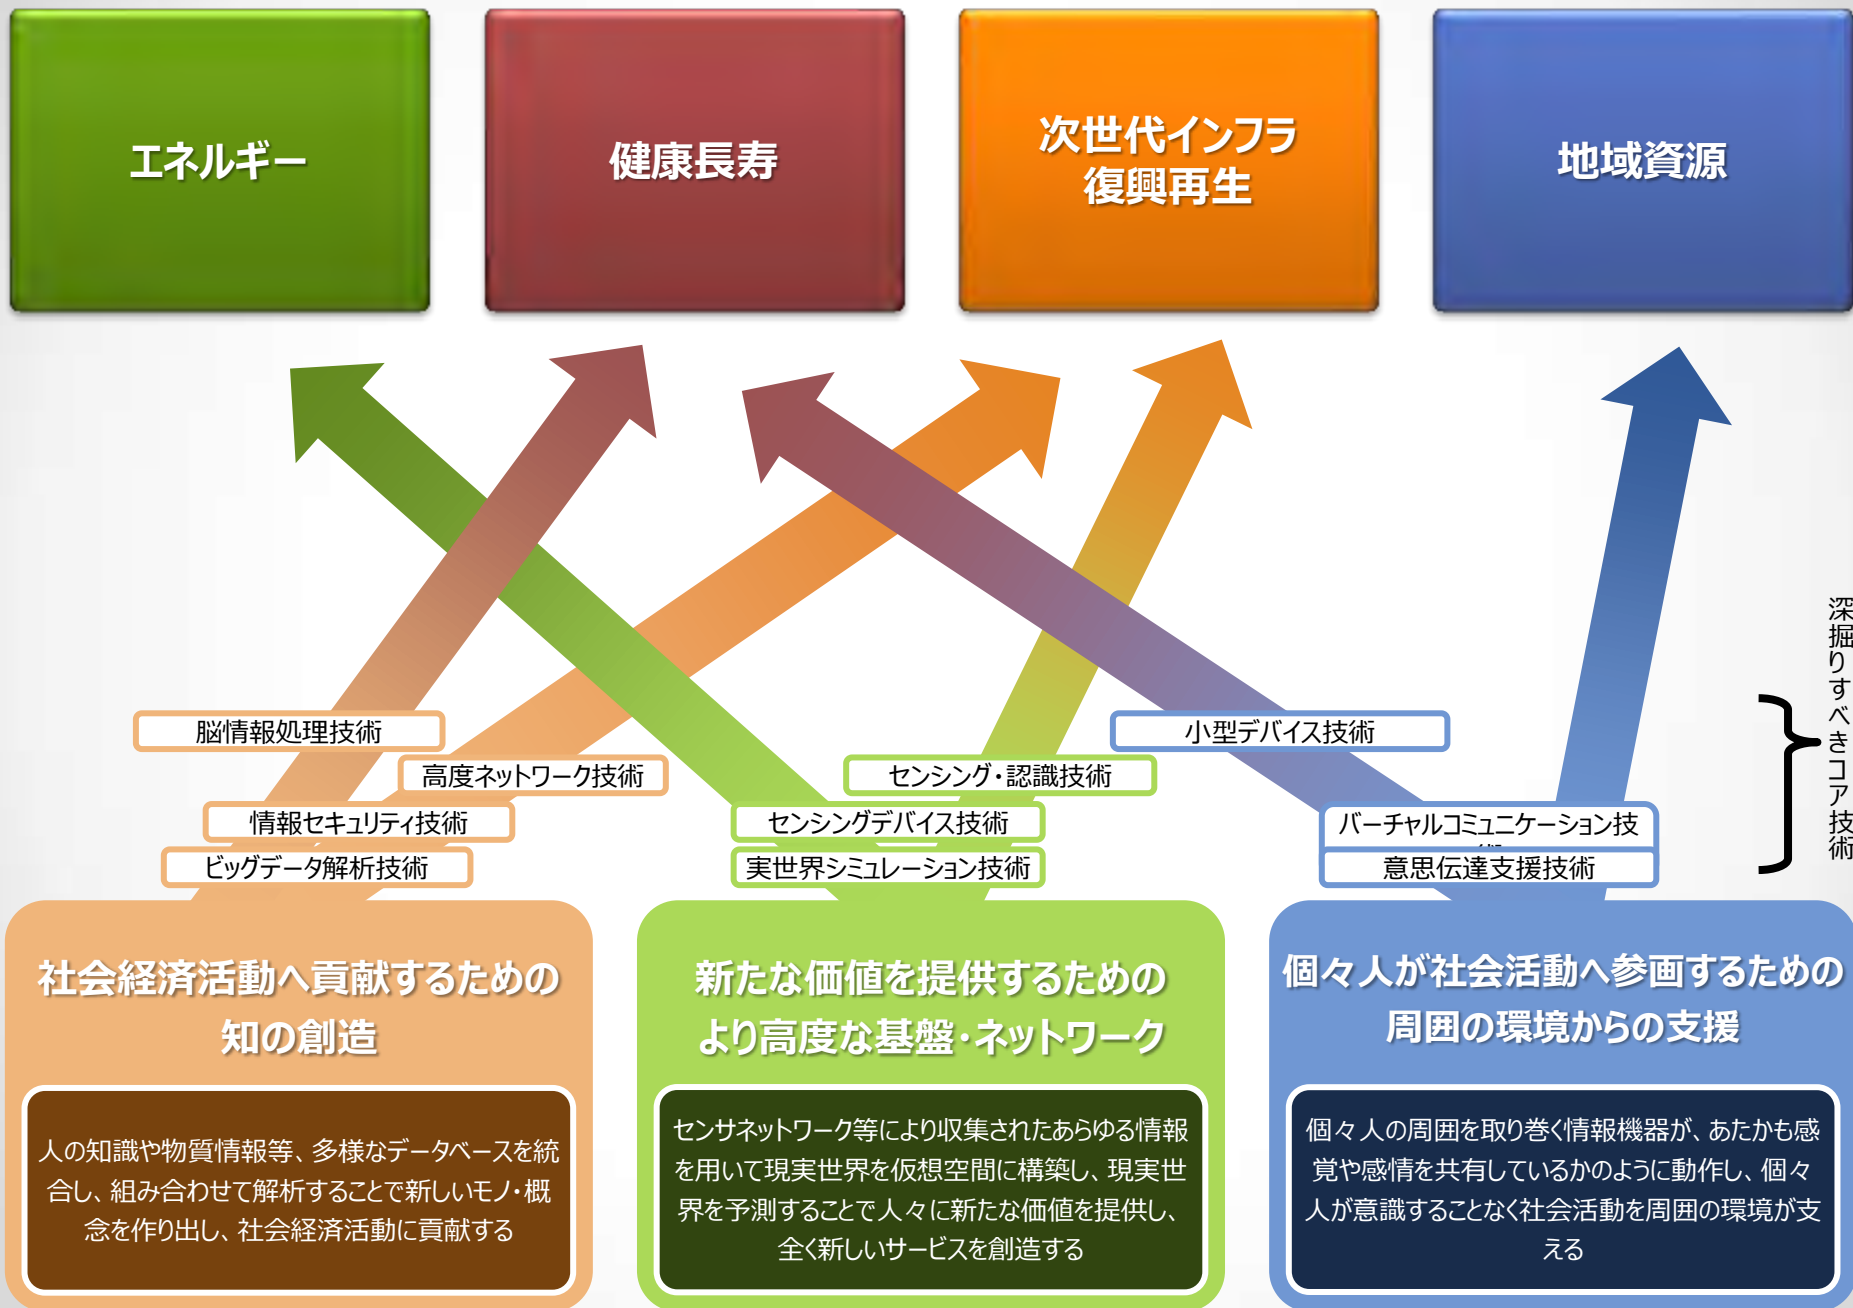 エネルギー
健康長寿
次世代インフラ
復興再生
地域資源
深掘りすべきコア技術
脳情報処理技術
高度ネットワーク技術
情報セキュリティ技術
ビッグデータ解析技術
センシング・認識技術
センシングデバイス技術
実世界シミュレーション技術
小型デバイス技術
バーチャルコミュニケーション技
意思伝達支援技術
社会経済活動へ貢献するための
知の創造
人の知識や物質情報等、多様なデータベースを統
合し、組み合わせて解析することで新しいモノ・概
念を作り出し、社会経済活動に貢献する
新たな価値を提供するための
より高度な基盤・ネットワーク
センサネットワーク等により収集されたあらゆる情報
を用いて現実世界を仮想空間に構築し、現実世
界を予測することで人々に新たな価値を提供し、
全く新しいサービスを創造する
個々人が社会活動へ参画するための
周囲の環境からの支援
個々人の周囲を取り巻く情報機器が、あたかも感
覚や感情を共有しているかのように動作し、個々
人が意識することなく社会活動を周囲の環境が支
える